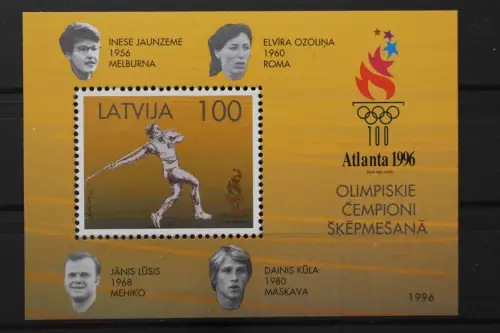 INESE JAUNZEME
1956
MELBURNA
ELVĪRA OZOLIŅA
1960
ROMA
LATVIJA 100
100
Atlanta 1996
OLIMPISKIE
ČEMPIONI
ŠĶĒPMEŠANĀ
JĀNIS LŪSIS
1968
MEHIKO
DAINIS KŪLA
1980
MASKAVA
1996